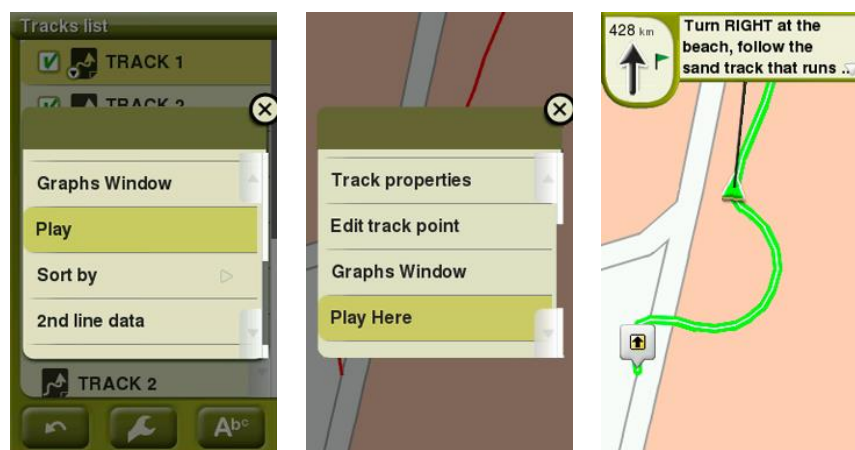 Tracks list
TRACK 1
TRACK 2
Graphs Window
Play
Sort by
2nd line data
TRACK 2
Abc
Track properties
Edit track point
Graphs Window
Play Here
428 km
Turn RIGHT at the
beach, follow the
sand track that runs ..